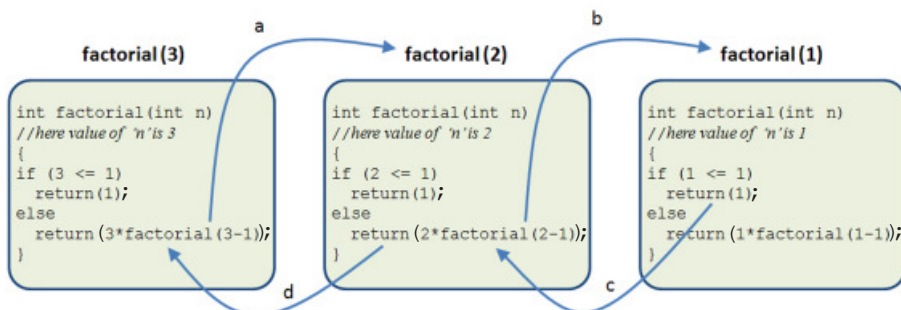 a
b
factorial(3)
factorial(2)
factorial(1)
int factorial(int n)
//here value of ‘n’ is 3
{
if (3 <= 1)
return(1);
else
return(3*factorial(3-1));
}
int factorial(int n)
//here value of ‘n’ is 2
{
if (2 <= 1)
return(1);
else
return(2*factorial(2-1));
}
int factorial(int n)
//here value of ‘n’ is 1
{
if (1 <= 1)
return(1);
else
return(1*factorial(1-1));
}
d
c